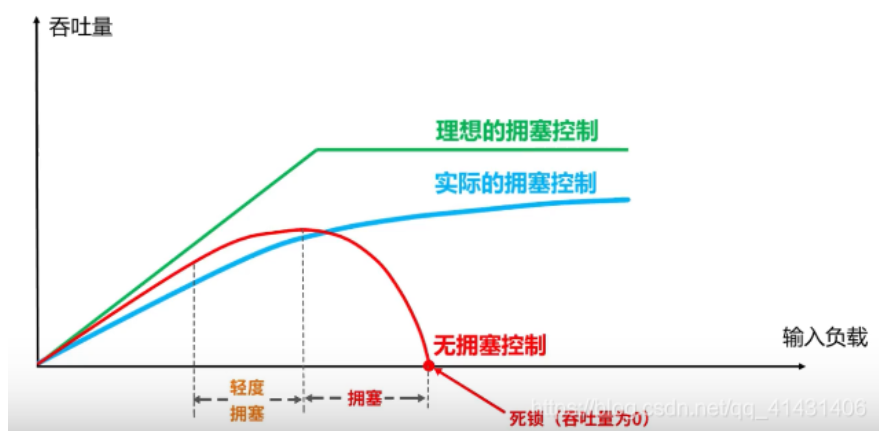 吞吐量
理想的拥塞控制
实际的拥塞控制
无拥塞控制
输入负载
轻度
拥塞
拥塞
死锁（吞吐量为0）
https://blog.csdn.net/qq_41431406